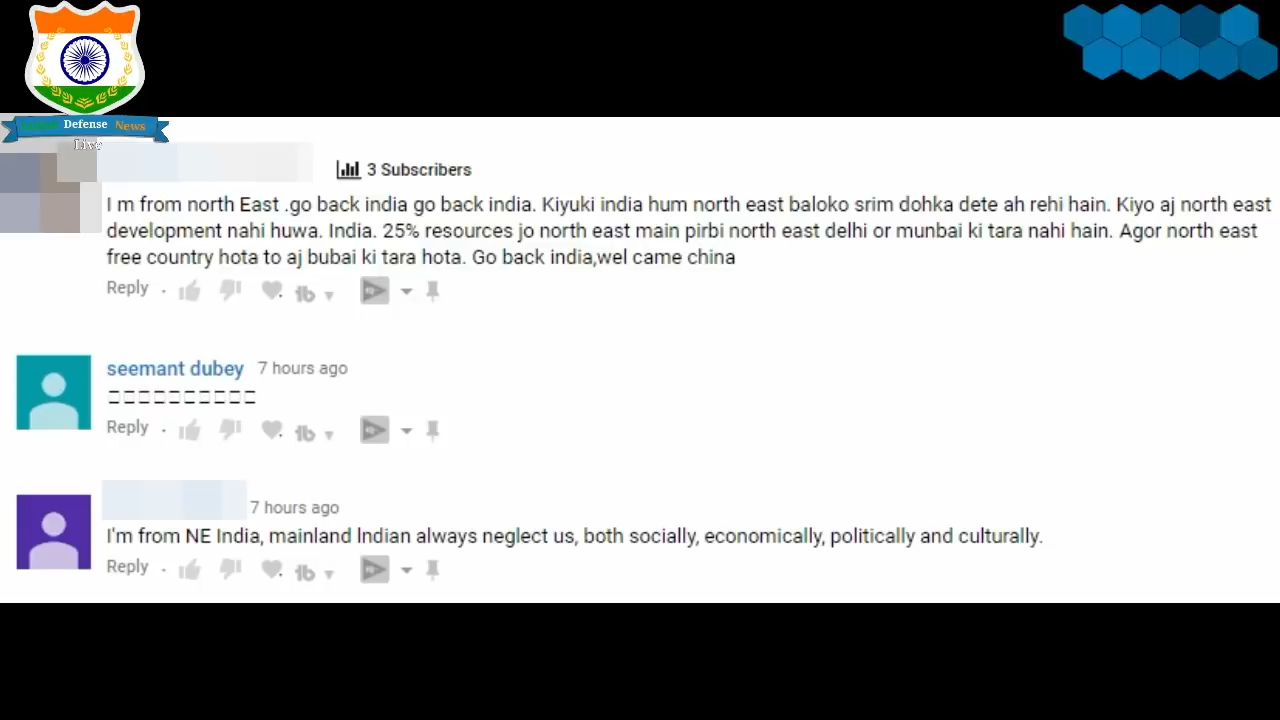 Defense News
Live
3 Subscribers
I m from north East .go back india go back india. Kiyuki india hum north east baloko srim dohka dete ah rehi hain. Kiyo aj north east
development nahi huwa. India. 25% resources jo north east main pirbi north east delhi or munbai ki tara nahi hain. Agor north east
free country hota to aj bubai ki tara hota. Go back india,wel came china
Reply .
seemant dubey 7 hours ago
Reply .
7 hours ago
I'm from NE India, mainland Indian always neglect us, both socially, economically, politically and culturally.
Reply .